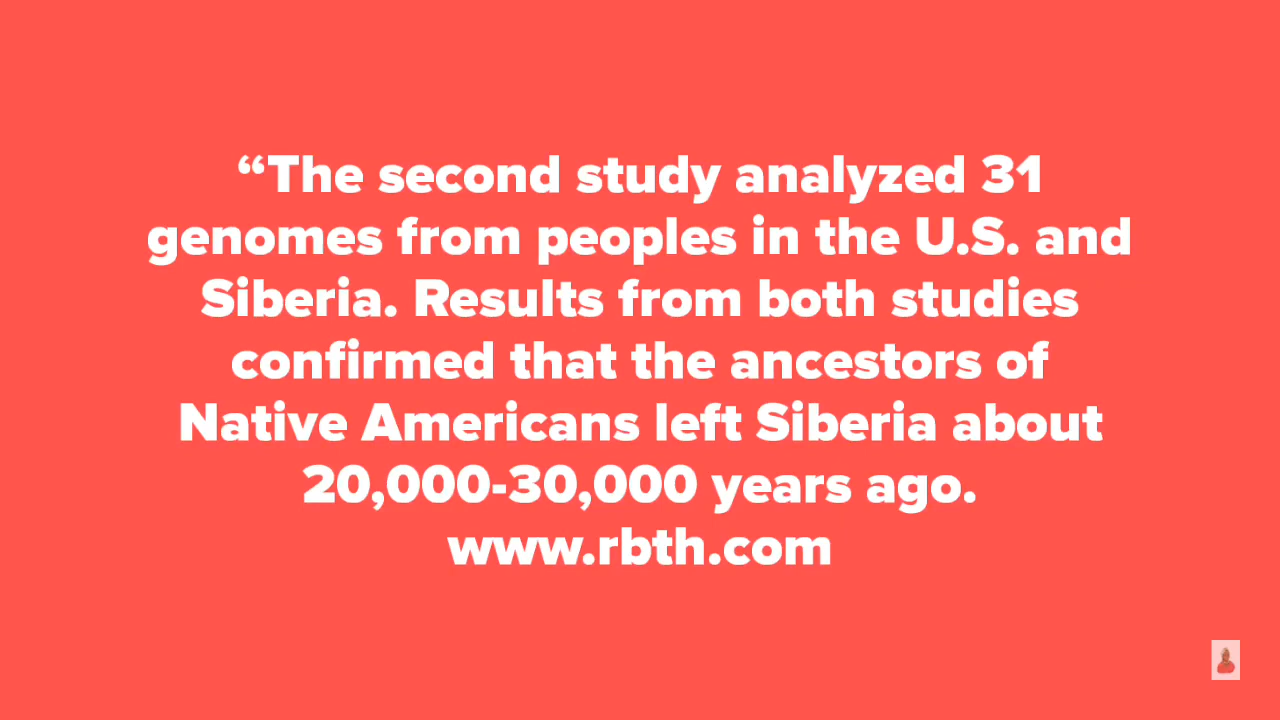 “The second study analyzed 31
genomes from peoples in the U.S. and
Siberia. Results from both studies
confirmed that the ancestors of
Native Americans left Siberia about
20,000-30,000 years ago.
www.rbth.com